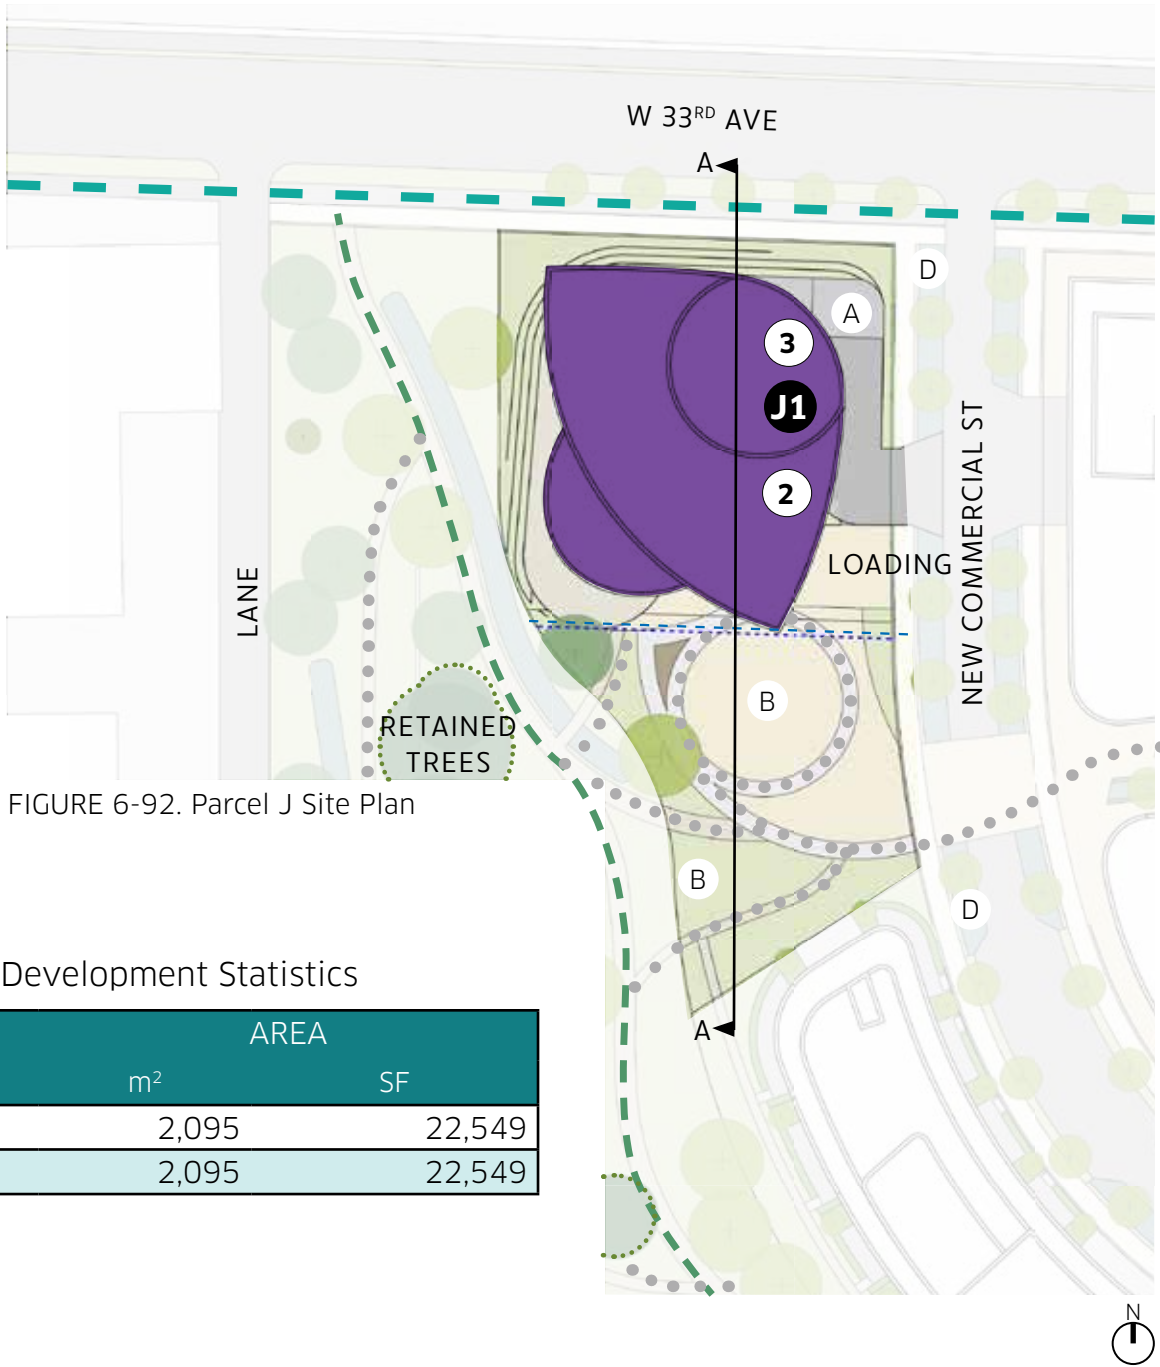 W 33RD AVE
A
D
A
3
J1
2
LOADING
NEW COMMERCIAL ST
LANE
B
RETAINED
TREES
FIGURE 6-92. Parcel J Site Plan
B
D
Development Statistics
A
AREA
m² SF
2,095 22,549
2,095 22,549
N